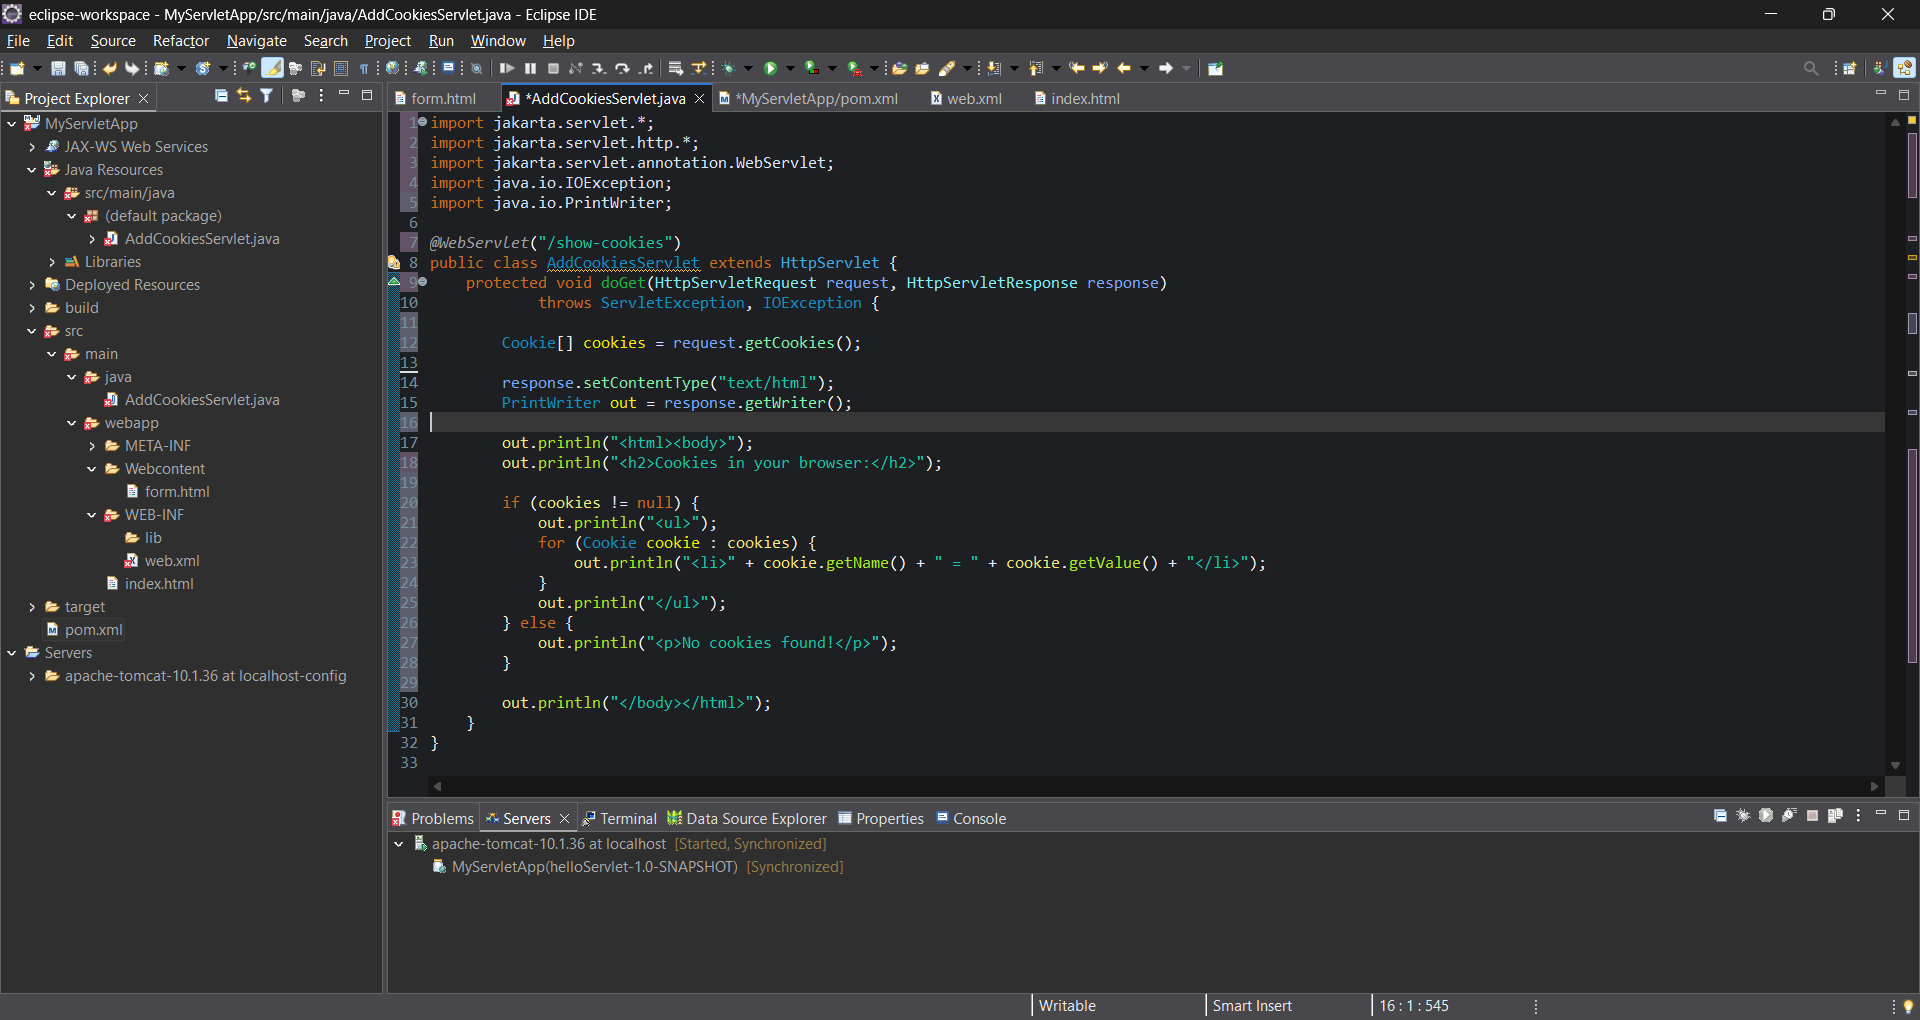 eclipse-workspace - MyServletApp/src/main/java/AddCookiesServlet.java - Eclipse IDE
File Edit Source Refactor Navigate Search Project Run Window Help
Project Explorer
MyServletApp
JAX-WS Web Services
Java Resources
src/main/java
(default package)
AddCookiesServlet.java
Libraries
Deployed Resources
build
src
main
java
AddCookiesServlet.java
webapp
META-INF
Webcontent
form.html
WEB-INF
lib
web.xml
index.html
target
pom.xml
Servers
apache-tomcat-10.1.36 at localhost-config
form.html *AddCookiesServlet.java *MyServletApp/pom.xml web.xml index.html
1 import jakarta.servlet.*;
2 import jakarta.servlet.http.*;
3 import jakarta.servlet.annotation.WebServlet;
4 import java.io.IOException;
5 import java.io.PrintWriter;
6
7 @WebServlet("/show-cookies")
8 public class AddCookiesServlet extends HttpServlet {
9     protected void doGet(HttpServletRequest request, HttpServletResponse response)
10             throws ServletException, IOException {
11
12         Cookie[] cookies = request.getCookies();
13
14         response.setContentType("text/html");
15         PrintWriter out = response.getWriter();
16
17         out.println("<html><body>");
18         out.println("<h2>Cookies in your browser:</h2>");
19
20         if (cookies != null) {
21             out.println("<ul>");
22             for (Cookie cookie : cookies) {
23                 out.println("<li>" + cookie.getName() + " = " + cookie.getValue() + "</li>");
24             }
25             out.println("</ul>");
26         } else {
27             out.println("<p>No cookies found!</p>");
28         }
29
30         out.println("</body></html>");
31     }
32 }
33
Problems Servers Terminal Data Source Explorer Properties Console
apache-tomcat-10.1.36 at localhost [Started, Synchronized]
MyServletApp(helloServlet-1.0-SNAPSHOT) [Synchronized]
Writable Smart Insert 16 : 1 : 545